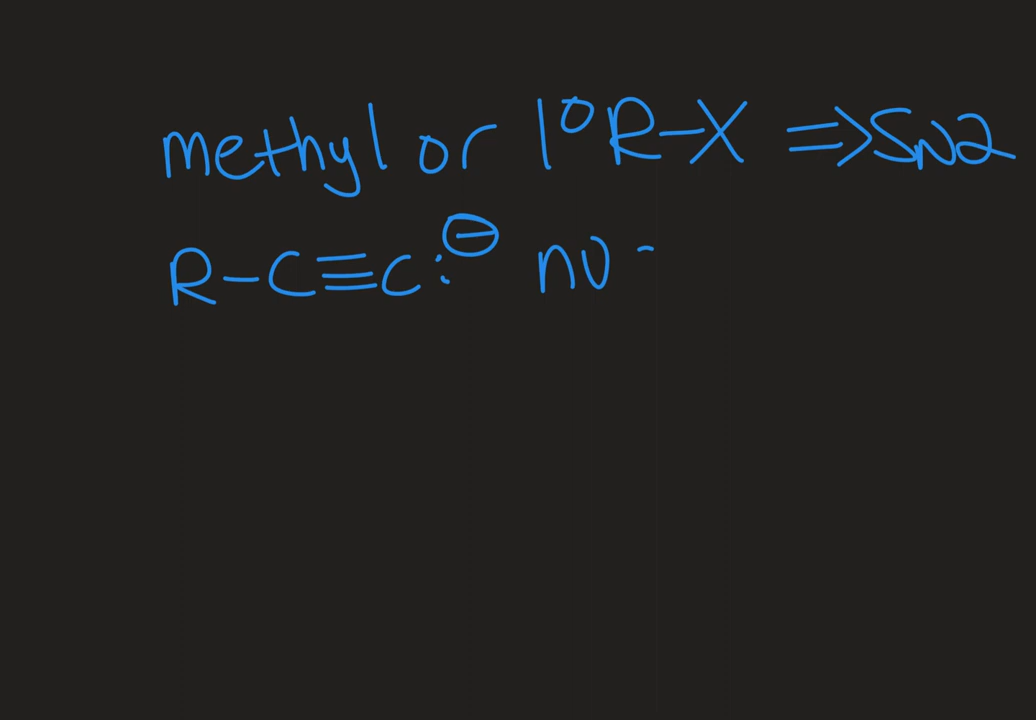 methyl or 1° R-X ⇒ SN2
R-C≡C:⊖ nu -